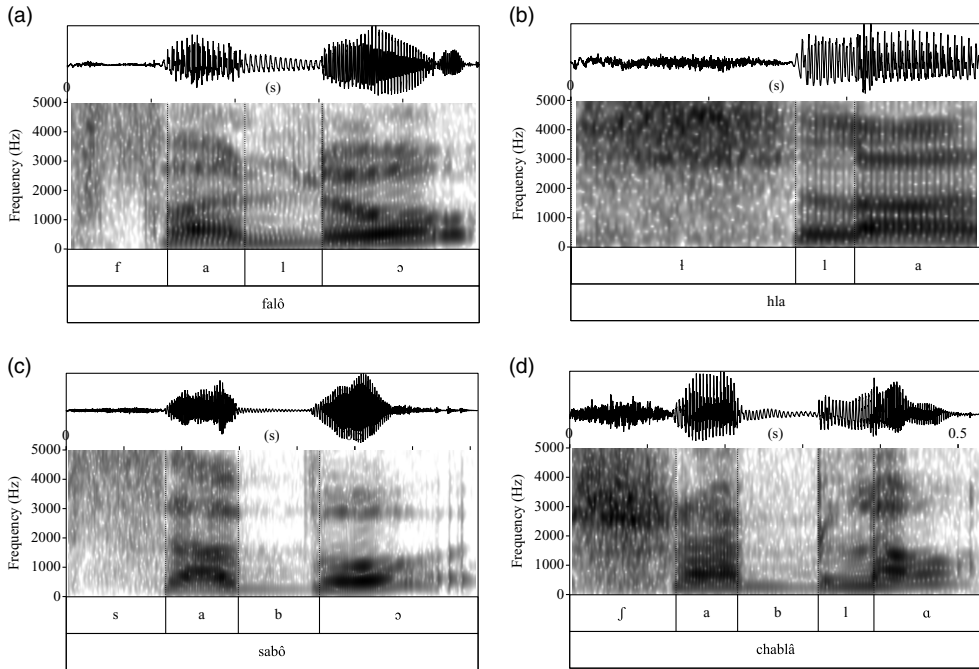 (a)
0
(s)
5000
4000
3000
2000
1000
0
Frequency (Hz)
f a l ɔ
falô
(b)
0
(s)
5000
4000
3000
2000
1000
0
Frequency (Hz)
ɬ l a
hla
(c)
0
(s)
5000
4000
3000
2000
1000
0
Frequency (Hz)
s a b ɔ
sabô
(d)
0
(s)
0.5
5000
4000
3000
2000
1000
0
Frequency (Hz)
ʃ a b l ɑ
chablâ